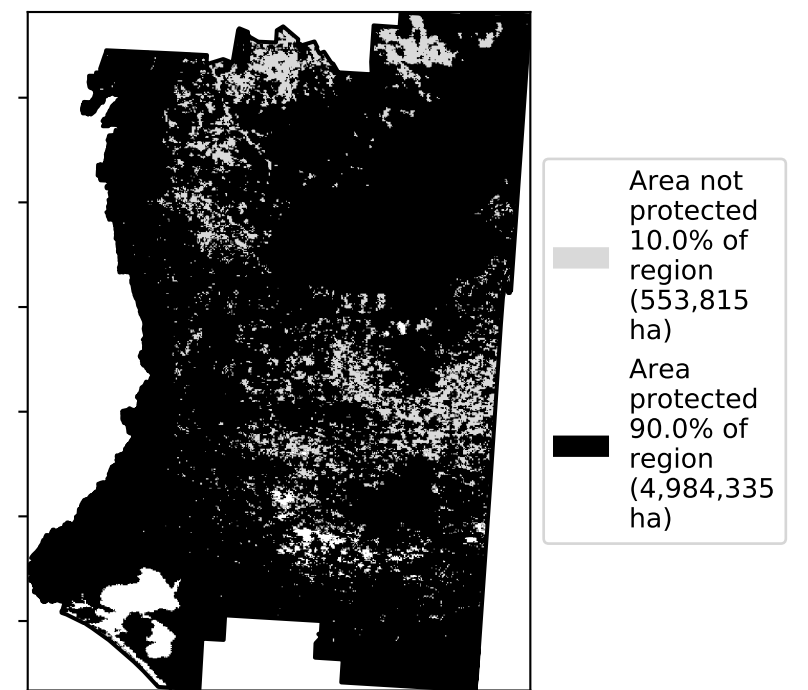 Area not
protected
10.0% of
region
(553,815
ha)
Area
protected
90.0% of
region
(4,984,335
ha)